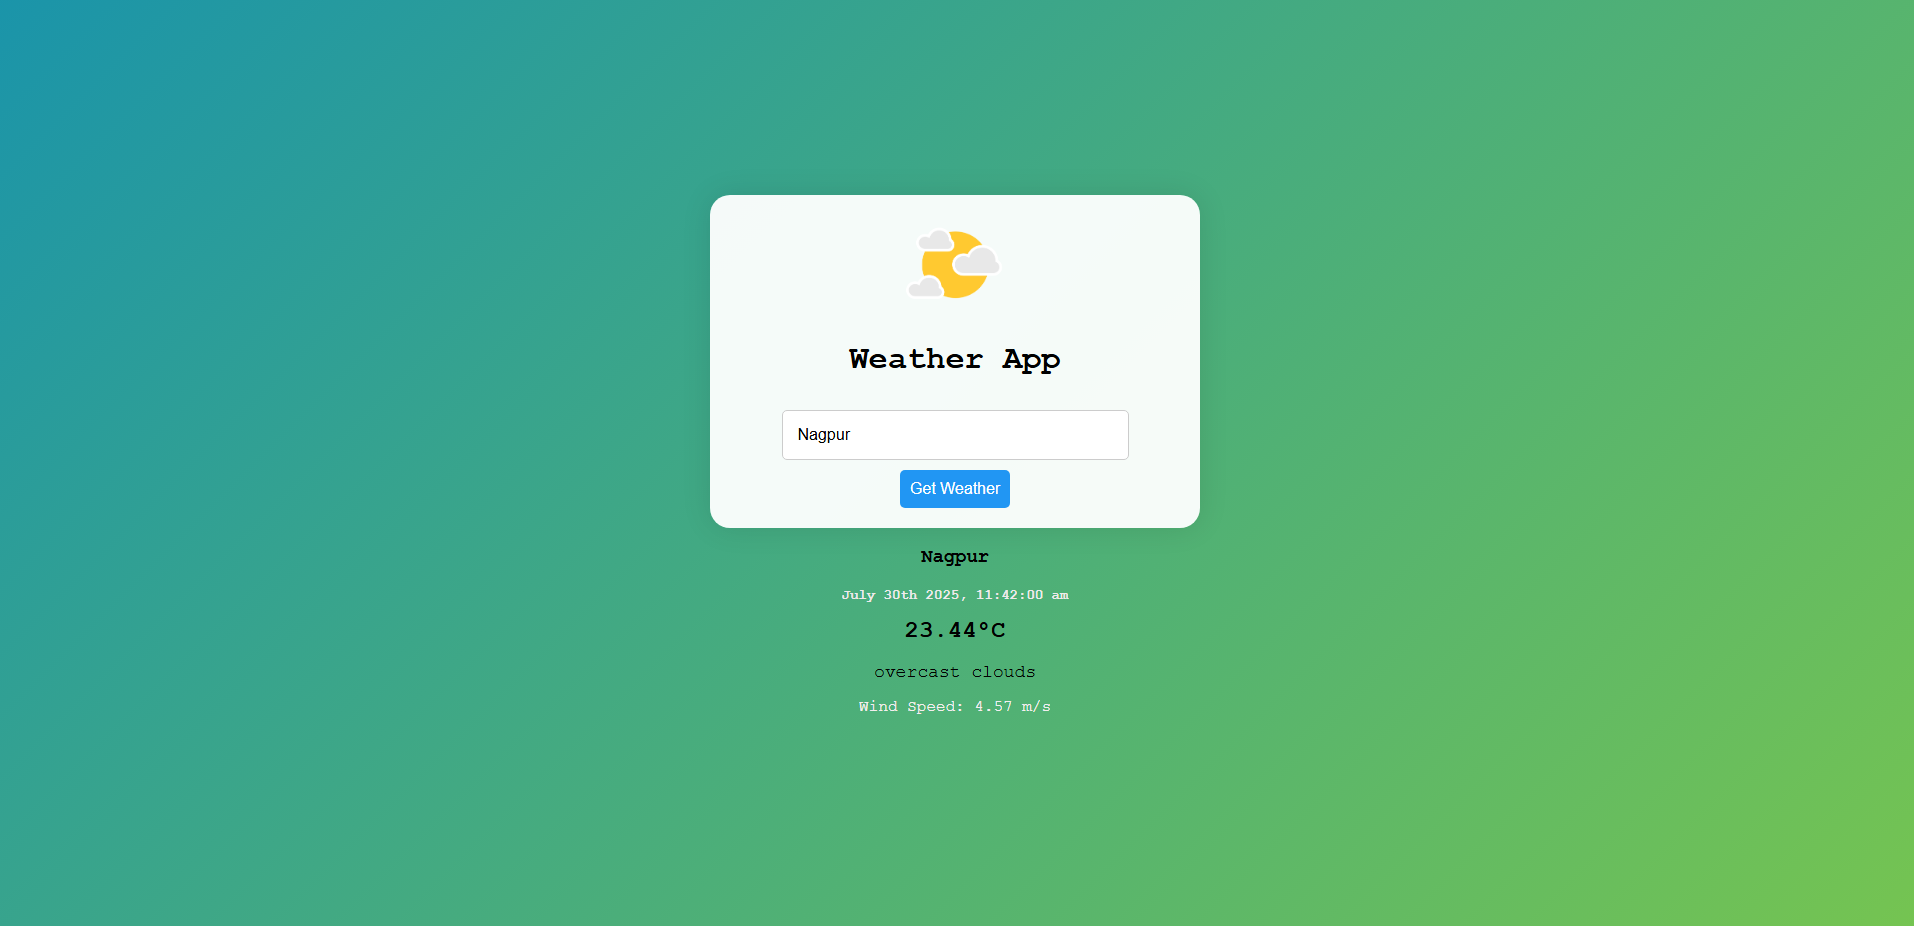 Weather App
Nagpur
Get Weather
Nagpur
July 30th 2025, 11:42:00 am
23.44°C
overcast clouds
Wind Speed: 4.57 m/s